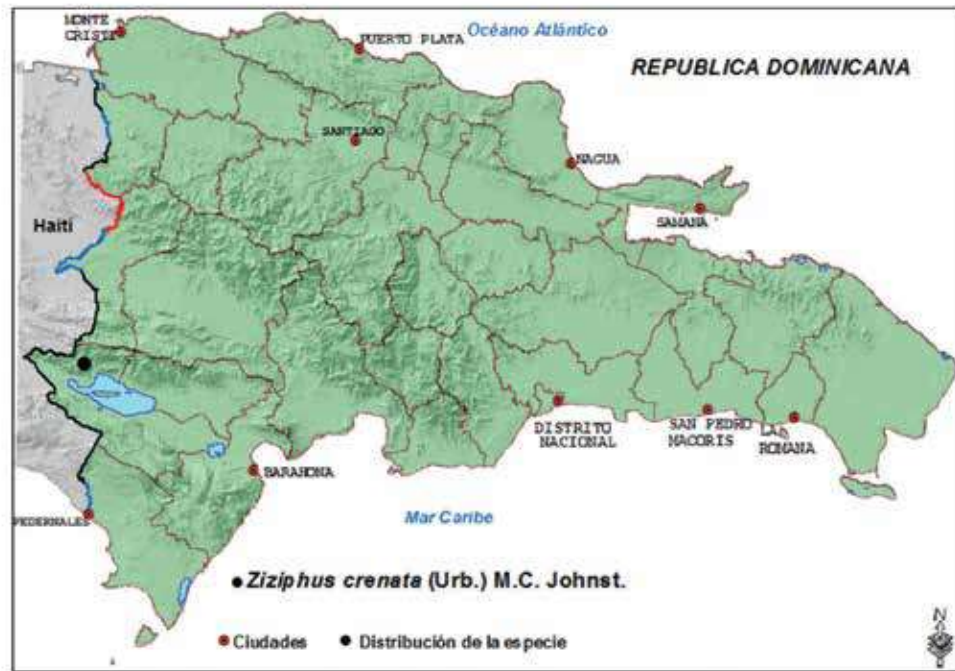 MONTE
CRISTI
PUERTO PLATA
Océano Atlántico
REPUBLICA DOMINICANA
SANTIAGO
NAGUA
SAMANA
Haití
DISTRITO
NACIONAL
SAN PEDRO
MACORIS
LA
ROMANA
BARAHONA
PEDERNALES
Mar Caribe
Ziziphus crenata (Urb.) M.C. Johnst.
Ciudades
Distribución de la especie
N